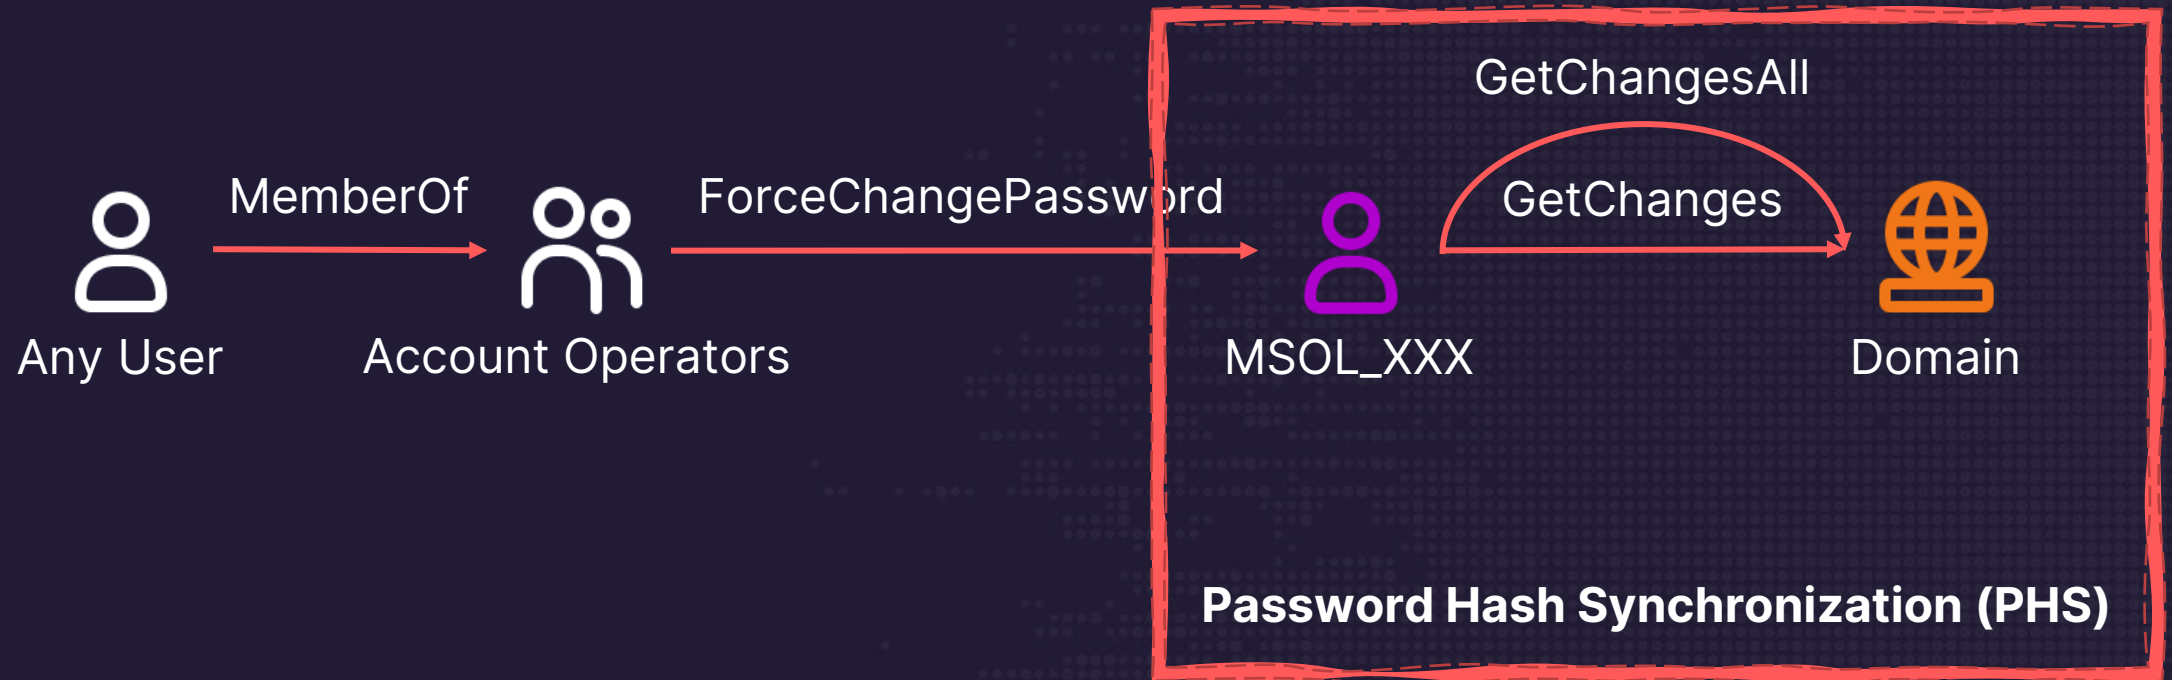 GetChangesAll
MemberOf
ForceChangePassword
GetChanges
Any User
Account Operators
MSOL_XXX
Domain
Password Hash Synchronization (PHS)